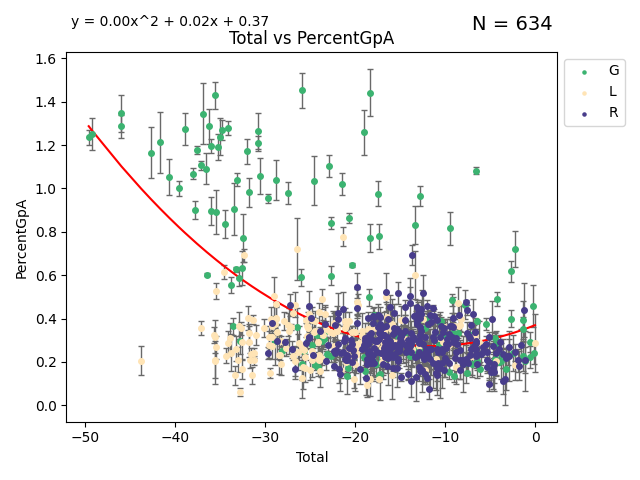 y = 0.00x^2 + 0.02x + 0.37
N = 634
Total vs PercentGpA
G
L
R
PercentGpA
1.6
1.4
1.2
1.0
0.8
0.6
0.4
0.2
0.0
−50 −40 −30 −20 −10 0
Total